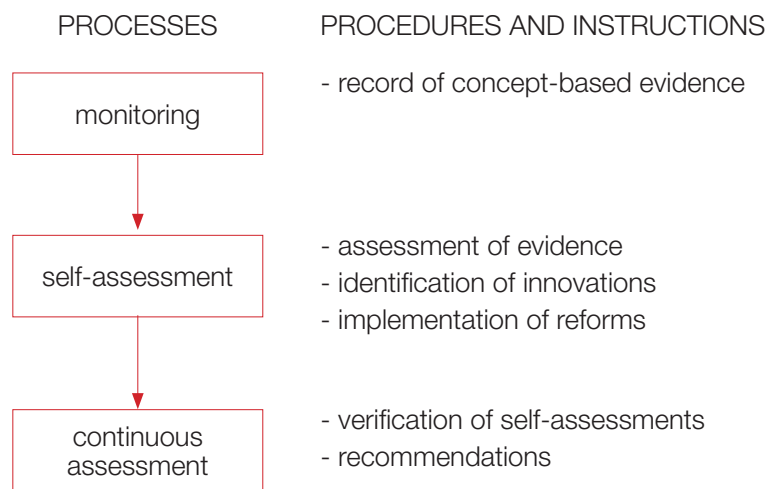 PROCESSES
PROCEDURES AND INSTRUCTIONS
monitoring
- record of concept-based evidence
self-assessment
- assessment of evidence
- identification of innovations
- implementation of reforms
continuous
assessment
- verification of self-assessments
- recommendations